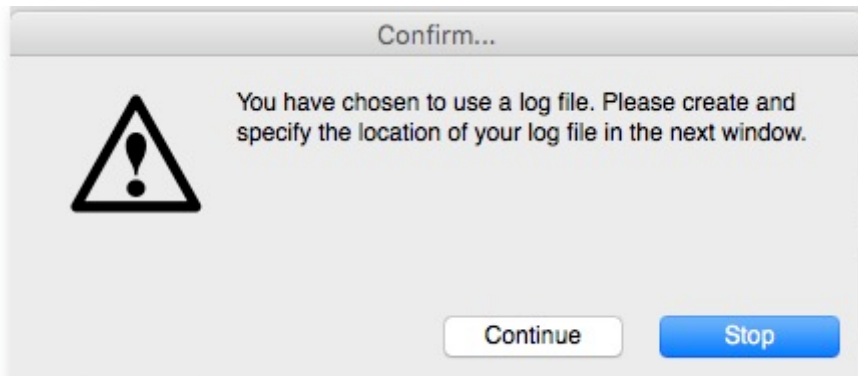 Confirm...
You have chosen to use a log file. Please create and
specify the location of your log file in the next window.
Continue
Stop